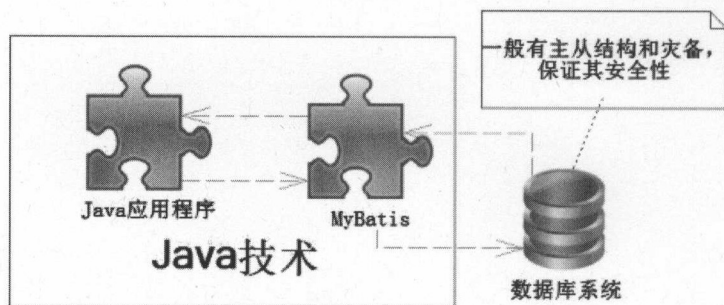 一般有主从结构和灾备，
保证其安全性
Java应用程序
MyBatis
Java技术
数据库系统